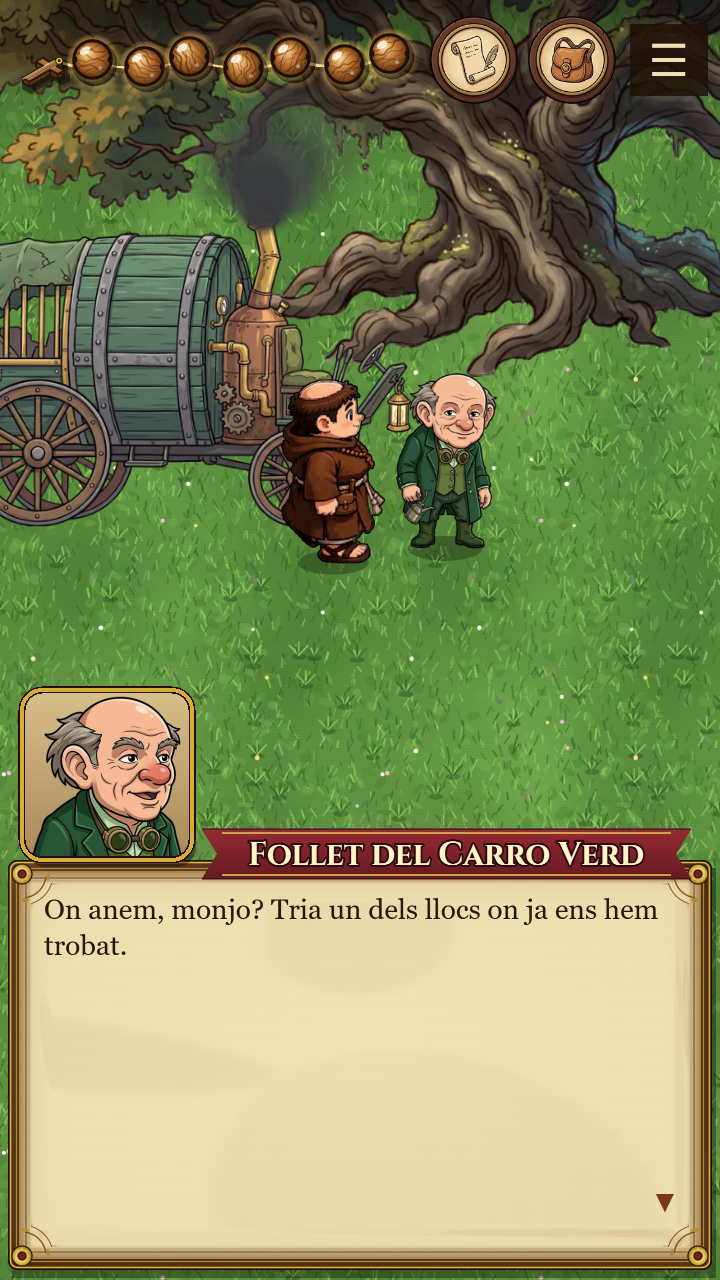 Follet del Carro Verd
On anem, monjo? Tria un dels llocs on ja ens hem
trobat.